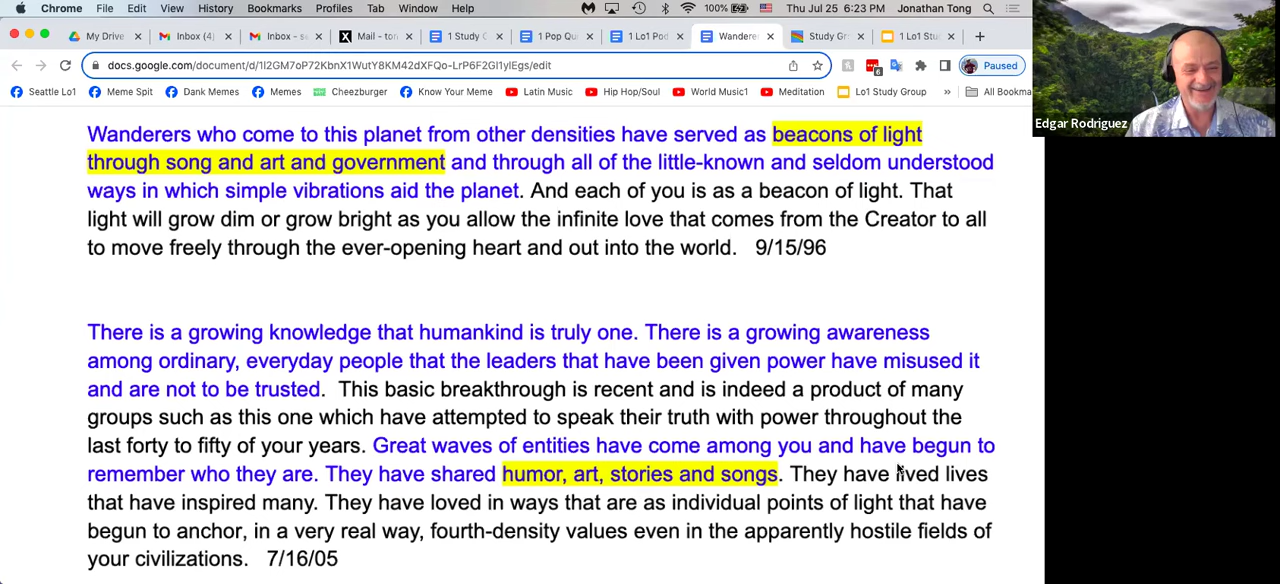 Chrome File Edit View History Bookmarks Profiles Tab Window Help 100% Thu Jul 25 6:23 PM Jonathan Tong
My Drive Inbox (4) Inbox - s Mail - to 1 Study 1 Pop Qu 1 Lo1 Pod Wandere Study Gr 1 Lo1 Stu
docs.google.com/document/d/1I2GM7oP72KbnX1WutY8KM42dXFQo-LrP6F2Gl1yIEgs/edit 6 Paused
Seattle Lo1 Meme Spit Dank Memes Memes Cheezburger Know Your Meme Latin Music Hip Hop/Soul World Music1 Meditation Lo1 Study Group » All Bookma
Edgar Rodriguez
Wanderers who come to this planet from other densities have served as beacons of light
through song and art and government and through all of the little-known and seldom understood
ways in which simple vibrations aid the planet. And each of you is as a beacon of light. That
light will grow dim or grow bright as you allow the infinite love that comes from the Creator to all
to move freely through the ever-opening heart and out into the world. 9/15/96
There is a growing knowledge that humankind is truly one. There is a growing awareness
among ordinary, everyday people that the leaders that have been given power have misused it
and are not to be trusted. This basic breakthrough is recent and is indeed a product of many
groups such as this one which have attempted to speak their truth with power throughout the
last forty to fifty of your years. Great waves of entities have come among you and have begun to
remember who they are. They have shared humor, art, stories and songs. They have lived lives
that have inspired many. They have loved in ways that are as individual points of light that have
begun to anchor, in a very real way, fourth-density values even in the apparently hostile fields of
your civilizations. 7/16/05